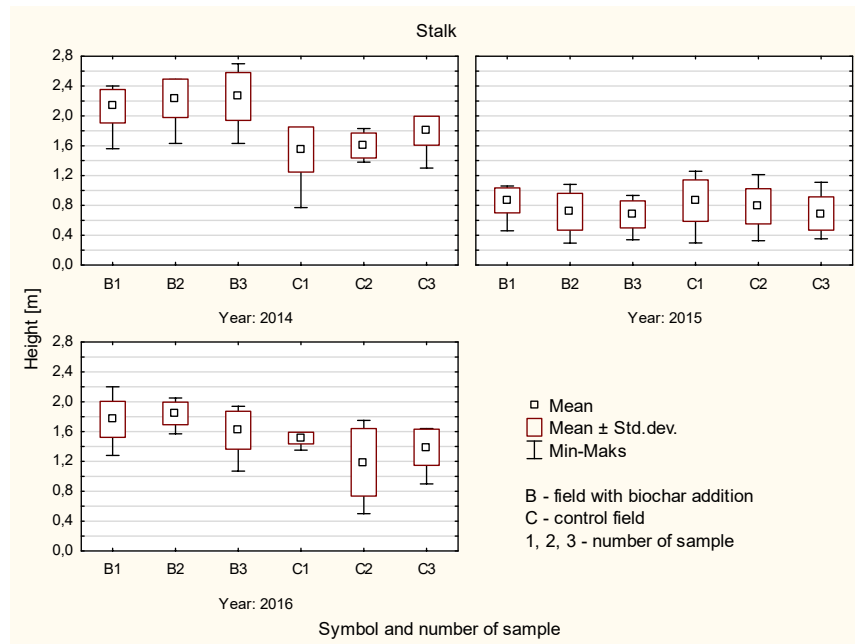 Stalk
2,8
2,4
2,0
1,6
1,2
0,8
0,4
0,0
B1 B2 B3 C1 C2 C3
Year: 2014
B1 B2 B3 C1 C2 C3
Year: 2015
Height [m]
2,8
2,4
2,0
1,6
1,2
0,8
0,4
0,0
B1 B2 B3 C1 C2 C3
Year: 2016
Mean
Mean ± Std.dev.
Min-Maks
B - field with biochar addition
C - control field
1, 2, 3 - number of sample
Symbol and number of sample